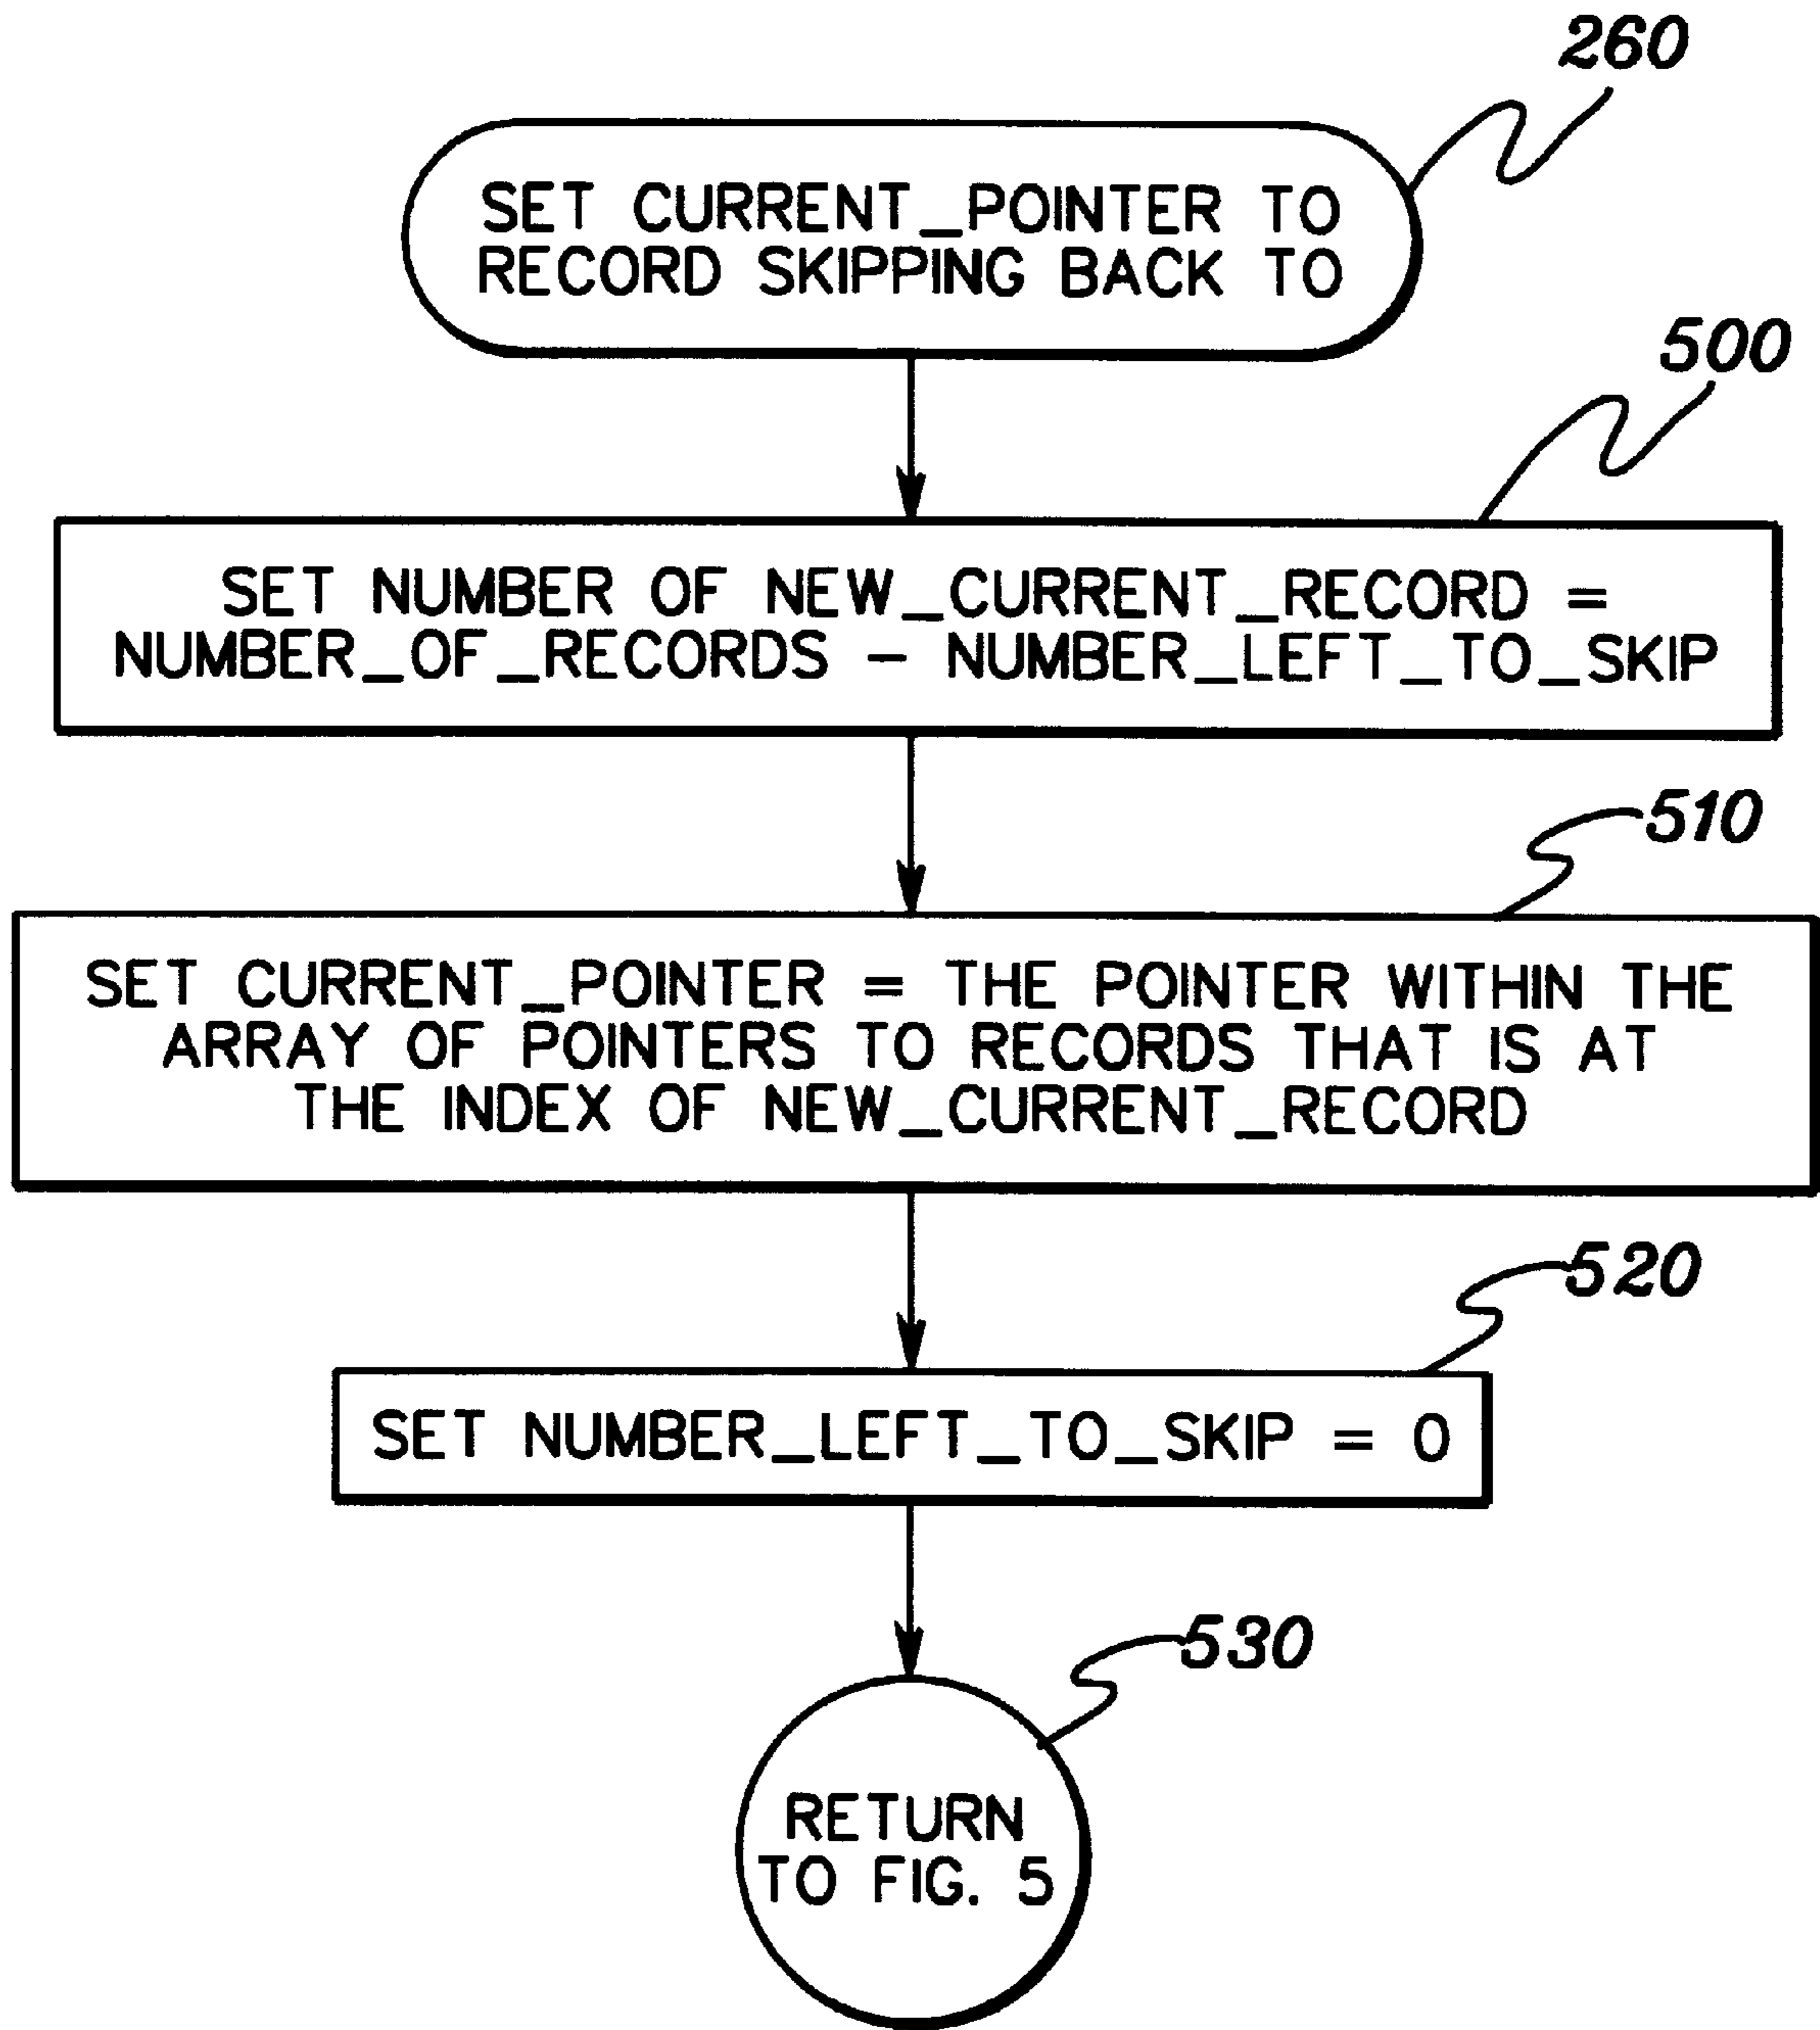 260
SET CURRENT_POINTER TO
RECORD SKIPPING BACK TO
500
SET NUMBER OF NEW_CURRENT_RECORD =
NUMBER_OF_RECORDS - NUMBER_LEFT_TO_SKIP
510
SET CURRENT_POINTER = THE POINTER WITHIN THE
ARRAY OF POINTERS TO RECORDS THAT IS AT
THE INDEX OF NEW_CURRENT_RECORD
520
SET NUMBER_LEFT_TO_SKIP = 0
530
RETURN
TO FIG. 5